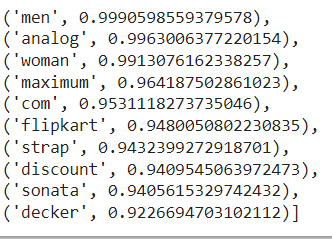 ('men', 0.9990598559379578),
('analog', 0.9963006377220154),
('woman', 0.9913076162338257),
('maximum', 0.964187502861023),
('com', 0.9531118273735046),
('flipkart', 0.9480050802230835),
('strap', 0.9432399272918701),
('discount', 0.9409545063972473),
('sonata', 0.9405615329742432),
('decker', 0.9226694703102112)]